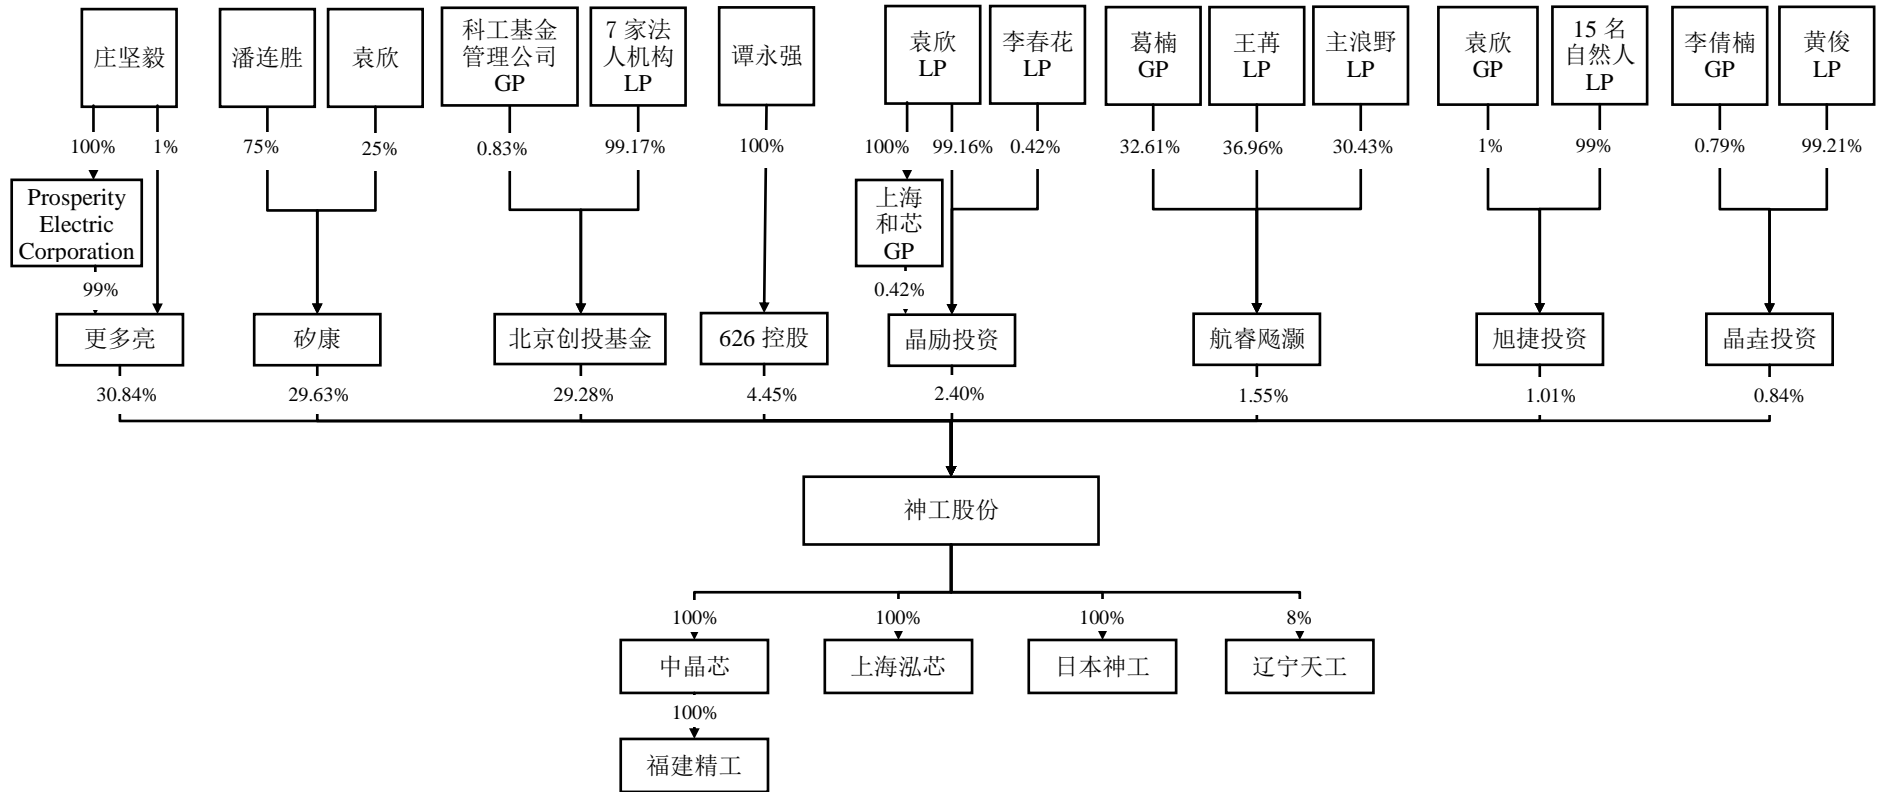 庄坚毅
潘连胜
袁欣
科工基金
管理公司
GP
7 家法
人机构
LP
谭永强
袁欣
LP
李春花
LP
葛楠
GP
王苒
LP
主浪野
LP
袁欣
GP
15 名
自然人
LP
李倩楠
GP
黄俊
LP
100%
1%
75%
25%
0.83%
99.17%
100%
100%
99.16%
0.42%
32.61%
36.96%
30.43%
1%
99%
0.79%
99.21%
Prosperity
Electric
Corporation
上海
和芯
GP
99%
0.42%
更多亮
矽康
北京创投基金
626 控股
晶励投资
航睿飏灏
旭捷投资
晶垚投资
30.84%
29.63%
29.28%
4.45%
2.40%
1.55%
1.01%
0.84%
神工股份
100%
100%
100%
8%
中晶芯
上海泓芯
日本神工
辽宁天工
100%
福建精工